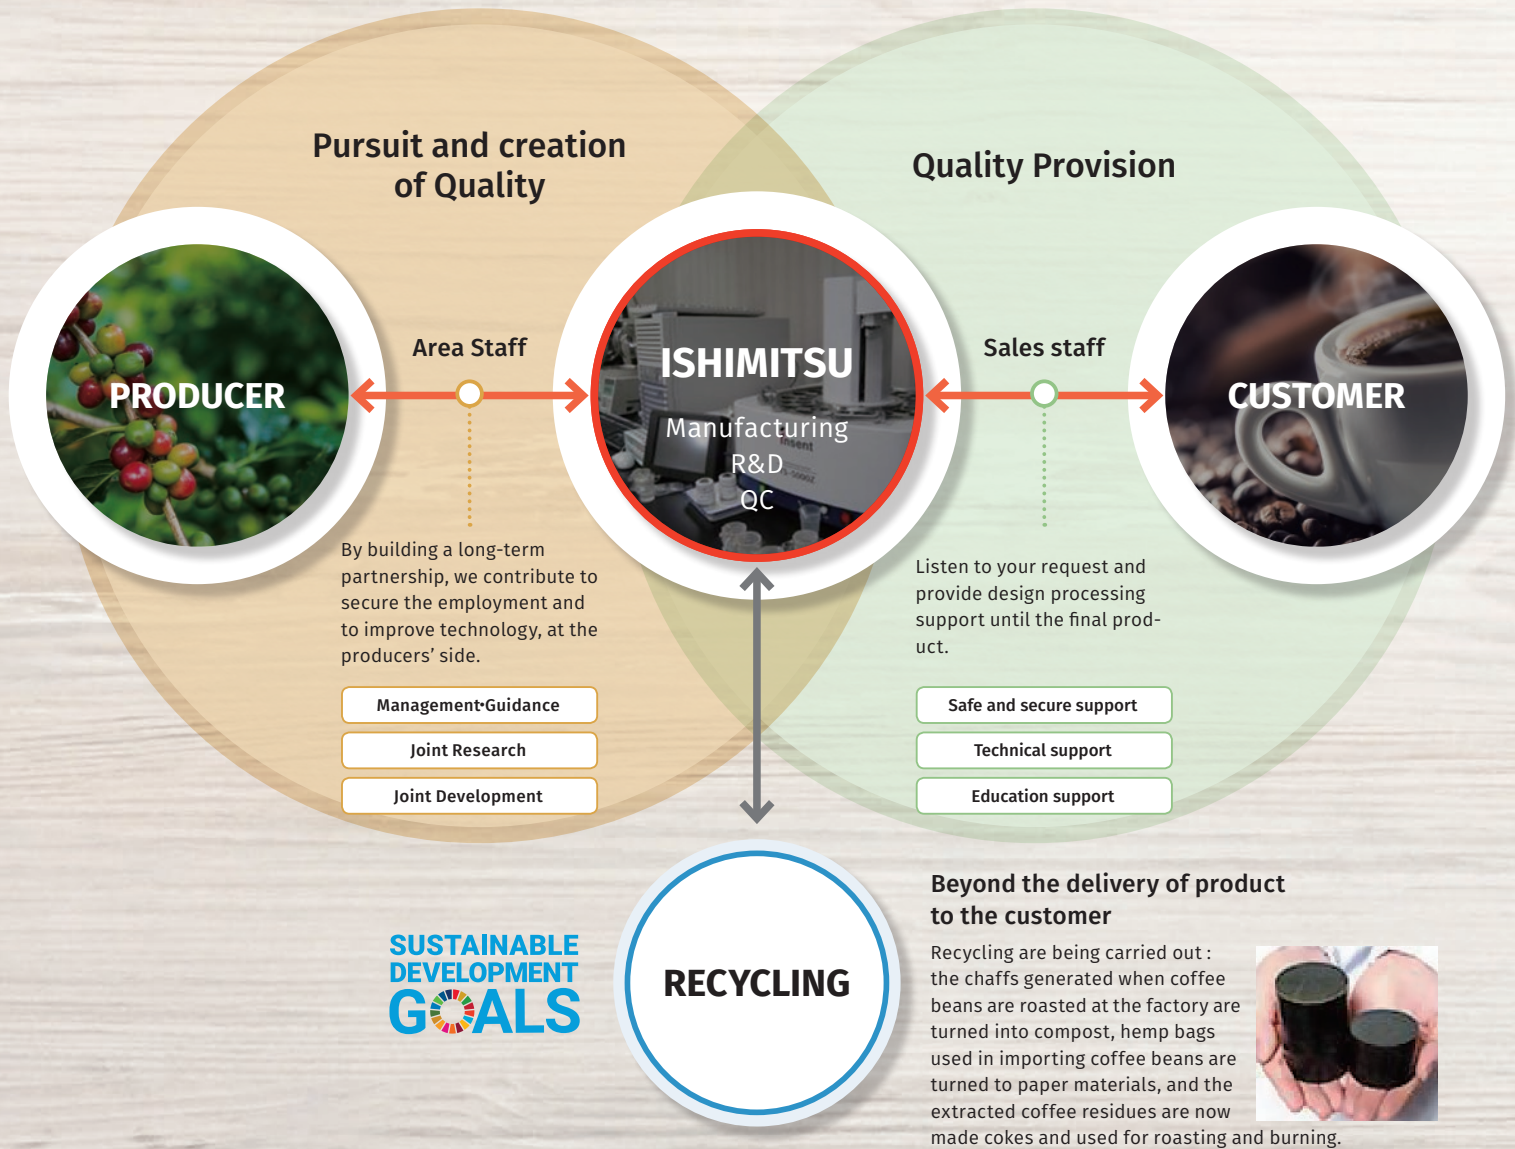 Pursuit and creation
of Quality
Quality Provision
PRODUCER
Area Staff
ISHIMITSU
Manufacturing
R&D
QC
Sales staff
CUSTOMER
By building a long-term
partnership, we contribute to
secure the employment and
to improve technology, at the
producers’ side.
Management•Guidance
Joint Research
Joint Development
Listen to your request and
provide design processing
support until the final prod-
uct.
Safe and secure support
Technical support
Education support
SUSTAINABLE
DEVELOPMENT
GOALS
RECYCLING
Beyond the delivery of product
to the customer
Recycling are being carried out :
the chaffs generated when coffee
beans are roasted at the factory are
turned into compost, hemp bags
used in importing coffee beans are
turned to paper materials, and the
extracted coffee residues are now
made cokes and used for roasting and burning.
insent